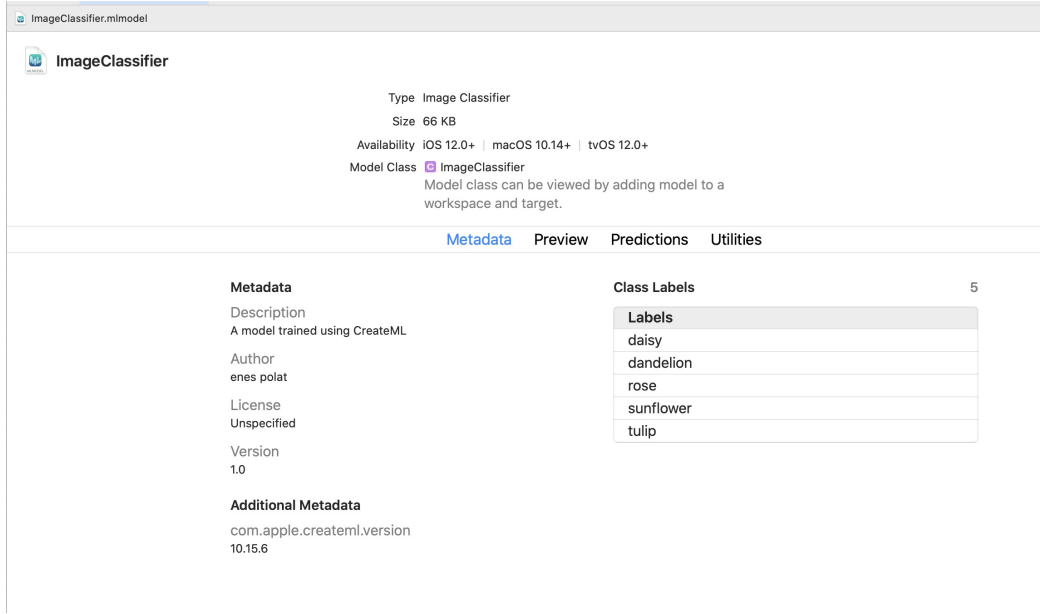 ImageClassifier.mlmodel
ImageClassifier
Type Image Classifier
Size 66 KB
Availability iOS 12.0+ | macOS 10.14+ | tvOS 12.0+
Model Class C ImageClassifier
Model class can be viewed by adding model to a
workspace and target.
Metadata Preview Predictions Utilities
Metadata
Description
A model trained using CreateML
Author
enes polat
License
Unspecified
Version
1.0
Additional Metadata
com.apple.createml.version
10.15.6
Class Labels 5
Labels
daisy
dandelion
rose
sunflower
tulip